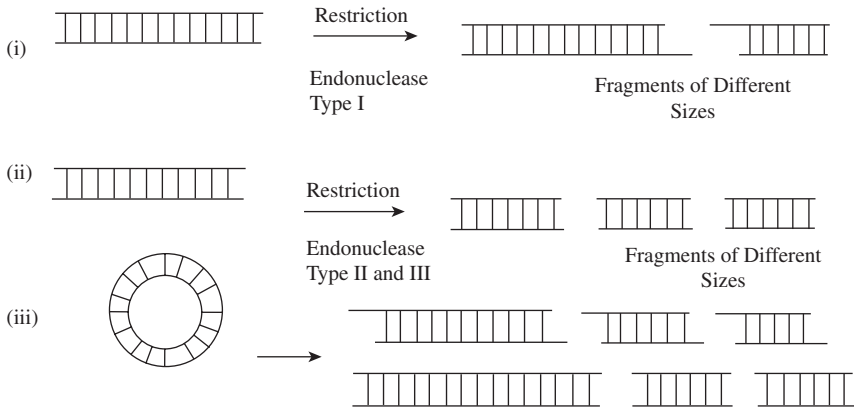 (i)
Restriction
Endonuclease
Type I
Fragments of Different
Sizes
(ii)
Restriction
Endonuclease
Type II and III
Fragments of Different
Sizes
(iii)